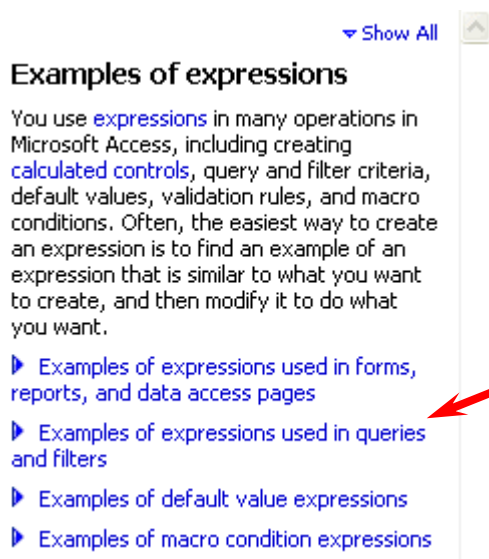 Show All
Examples of expressions
You use expressions in many operations in
Microsoft Access, including creating
calculated controls, query and filter criteria,
default values, validation rules, and macro
conditions. Often, the easiest way to create
an expression is to find an example of an
expression that is similar to what you want
to create, and then modify it to do what
you want.
Examples of expressions used in forms,
reports, and data access pages
Examples of expressions used in queries
and filters
Examples of default value expressions
Examples of macro condition expressions